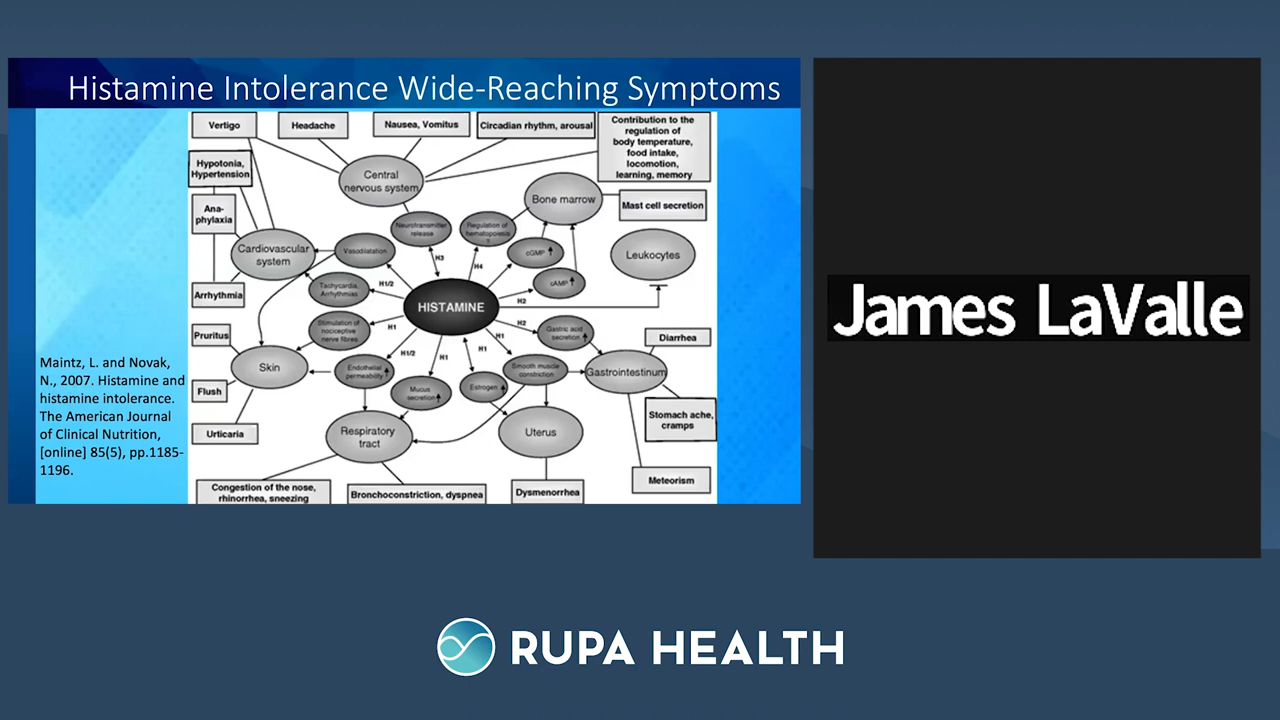 Histamine Intolerance Wide-Reaching Symptoms
Vertigo
Headache
Nausea, Vomitus
Circadian rhythm, arousal
Contribution to the
regulation of
body temperature,
food intake,
locomotion,
learning, memory
Hypotonia,
Hypertension
Central
nervous system
Bone marrow
Mast cell secretion
Ana-
phylaxia
Neurotransmitter
release
Regulation of
hematopoiesis
?
Cardiovascular
system
Vasodilatation
cGMP
Leukocytes
H3
H4
Tachycardia,
Arrhythmias
H1/2
cAMP
Arrhythmia
HISTAMINE
H2
Pruritus
Stimulation of
nociceptive
nerve fibres
H1
H2
Gastric acid
secretion
Diarrhea
H1/2
H1
H1
H1
Skin
Endothelial
permeability
Smooth muscle
constriction
Gastrointestinum
Flush
Mucus
secretion
Estrogen
Stomach ache,
cramps
Urticaria
Respiratory
tract
Uterus
Meteorism
Congestion of the nose,
rhinorrhea, sneezing
Bronchoconstriction, dyspnea
Dysmenorrhea
Maintz, L. and Novak,
N., 2007. Histamine and
histamine intolerance.
The American Journal
of Clinical Nutrition,
[online] 85(5), pp.1185-
1196.
James LaValle
RUPA HEALTH